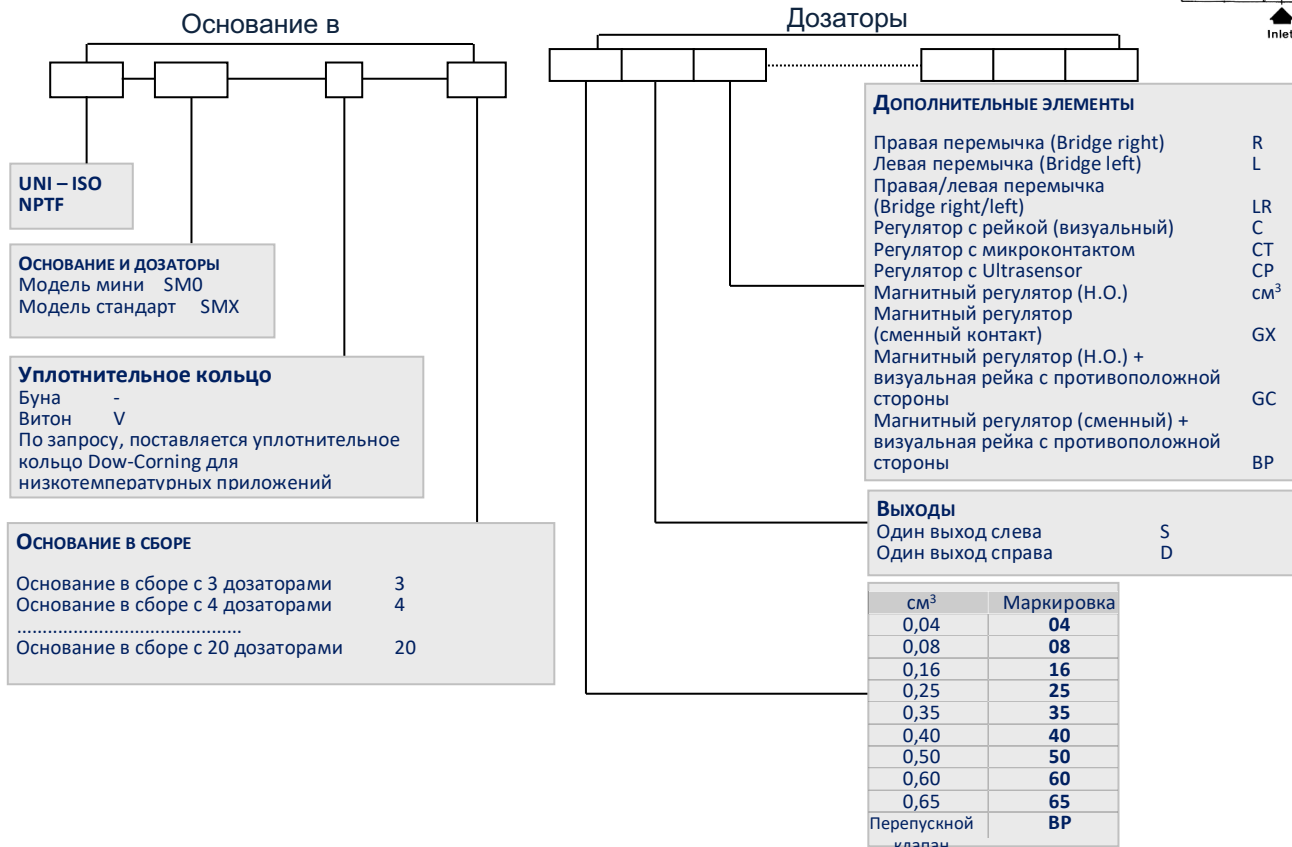 Основание в
Дозаторы
Inlet
UNI – ISO
NPTF
ОСНОВАНИЕ И ДОЗАТОРЫ
Модель мини SM0
Модель стандарт SMX
Уплотнительное кольцо
Буна -
Витон V
По запросу, поставляется уплотнительное
кольцо Dow-Corning для
низкотемпературных приложений
ОСНОВАНИЕ В СБОРЕ
Основание в сборе с 3 дозаторами 3
Основание в сборе с 4 дозаторами 4
...........................................
Основание в сборе с 20 дозаторами 20
ДОПОЛНИТЕЛЬНЫЕ ЭЛЕМЕНТЫ
Правая перемычка (Bridge right) R
Левая перемычка (Bridge left) L
Правая/левая перемычка
(Bridge right/left) LR
Регулятор с рейкой (визуальный) C
Регулятор с микроконтактом CT
Регулятор с Ultrasensor CP
Магнитный регулятор (Н.О.) см³
Магнитный регулятор
(сменный контакт) GX
Магнитный регулятор (Н.О.) +
визуальная рейка с противоположной
стороны GC
Магнитный регулятор (сменный) +
визуальная рейка с противоположной
стороны BP
ВЫХОДЫ
Один выход слева S
Один выход справа D
см³ Маркировка
0,04 04
0,08 08
0,16 16
0,25 25
0,35 35
0,40 40
0,50 50
0,60 60
0,65 65
Перепускной BP
клапан